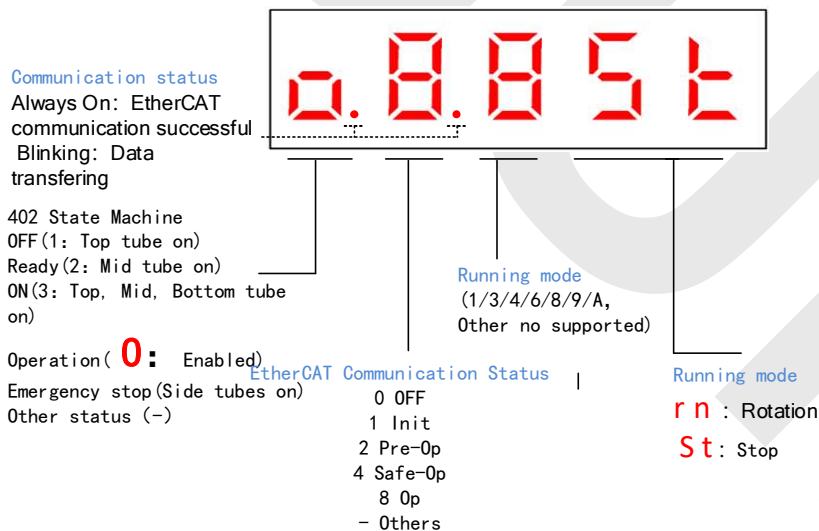 o.8.8St
Communication status
Always On: EtherCAT
communication successful
Blinking: Data
transfering
402 State Machine
OFF(1: Top tube on)
Ready(2: Mid tube on)
ON(3: Top, Mid, Bottom tube
on)
Operation( 0: Enabled)
Emergency stop(Side tubes on)
Other status (-)
EtherCAT Communication Status
0 OFF
1 Init
2 Pre-Op
4 Safe-Op
8 Op
- Others
Running mode
(1/3/4/6/8/9/A,
Other no supported)
Running mode
rn : Rotation
St: Stop